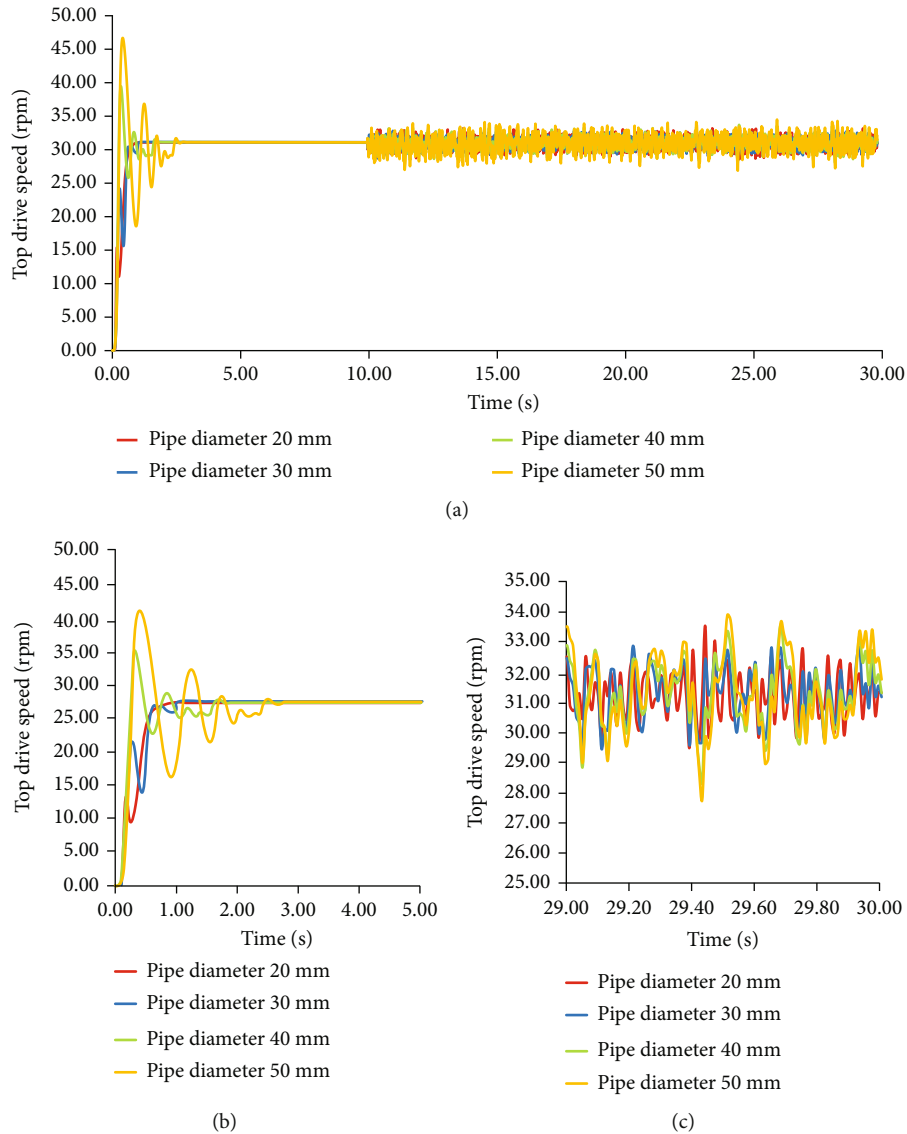 50.00
45.00
40.00
35.00
30.00
25.00
20.00
15.00
10.00
5.00
0.00
Top drive speed (rpm)
0.00 5.00 10.00 15.00 20.00 25.00 30.00
Time (s)
Pipe diameter 20 mm
Pipe diameter 30 mm
Pipe diameter 40 mm
Pipe diameter 50 mm
(a)
50.00
45.00
40.00
35.00
30.00
25.00
20.00
15.00
10.00
5.00
0.00
Top drive speed (rpm)
0.00 1.00 2.00 3.00 4.00 5.00
Time (s)
Pipe diameter 20 mm
Pipe diameter 30 mm
Pipe diameter 40 mm
Pipe diameter 50 mm
(b)
35.00
34.00
33.00
32.00
31.00
30.00
29.00
28.00
27.00
26.00
25.00
Top drive speed (rpm)
29.00 29.20 29.40 29.60 29.80 30.00
Time (s)
Pipe diameter 20 mm
Pipe diameter 30 mm
Pipe diameter 40 mm
Pipe diameter 50 mm
(c)